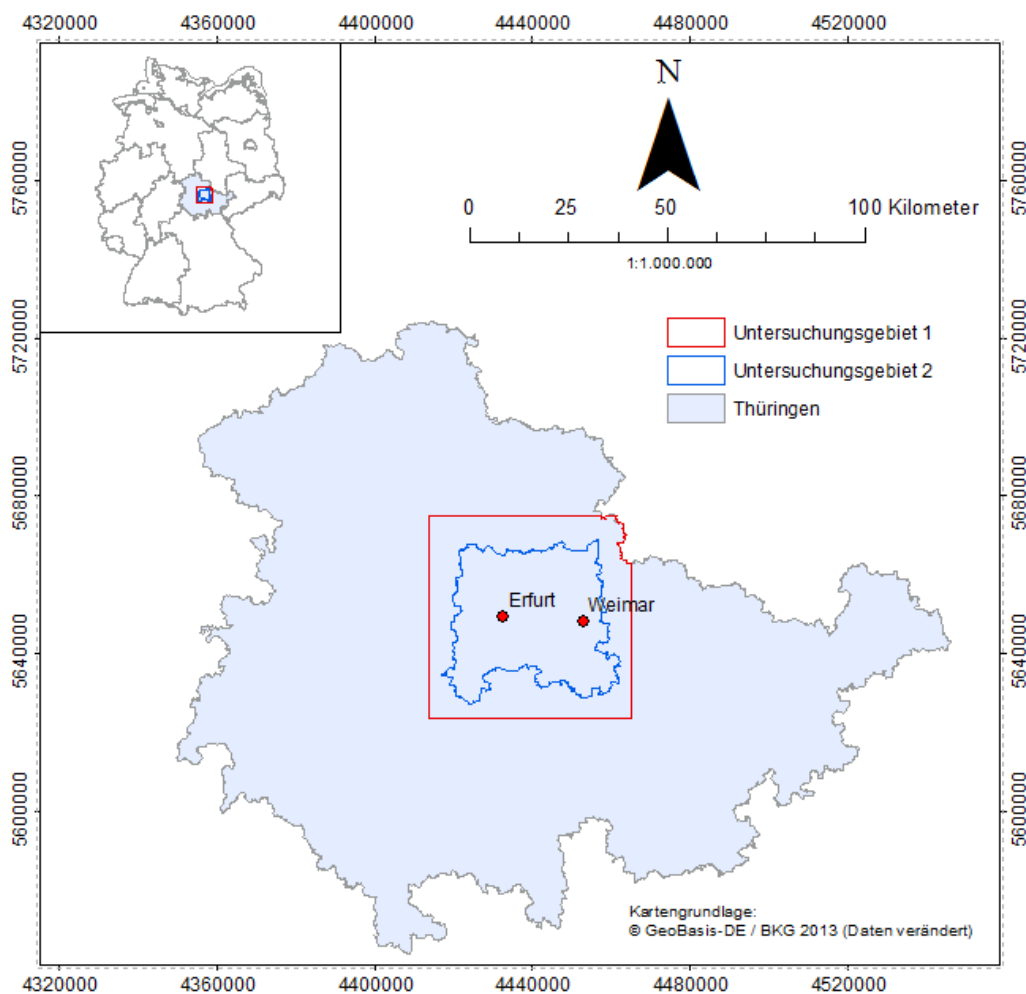 4320000 4360000 4400000 4440000 4480000 4520000
N
0 25 50 100 Kilometer
1:1.000.000
Untersuchungsgebiet 1
Untersuchungsgebiet 2
Thüringen
Erfurt
Weimar
Kartengrundlage:
© GeoBasis-DE / BKG 2013 (Daten verändert)
5760000
5720000
5680000
5640000
5600000
5760000
5720000
5680000
5640000
5600000
4320000 4360000 4400000 4440000 4480000 4520000